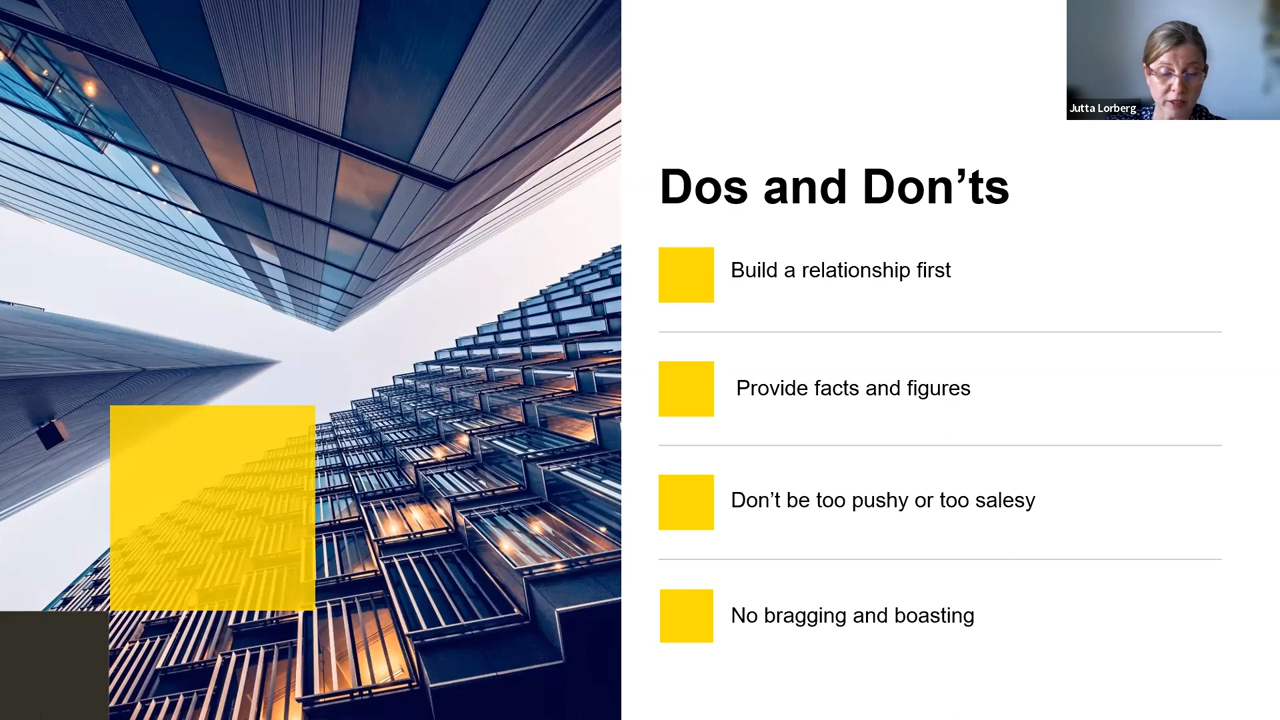 Jutta Lorberg
Dos and Don’ts
Build a relationship first
Provide facts and figures
Don’t be too pushy or too salesy
No bragging and boasting